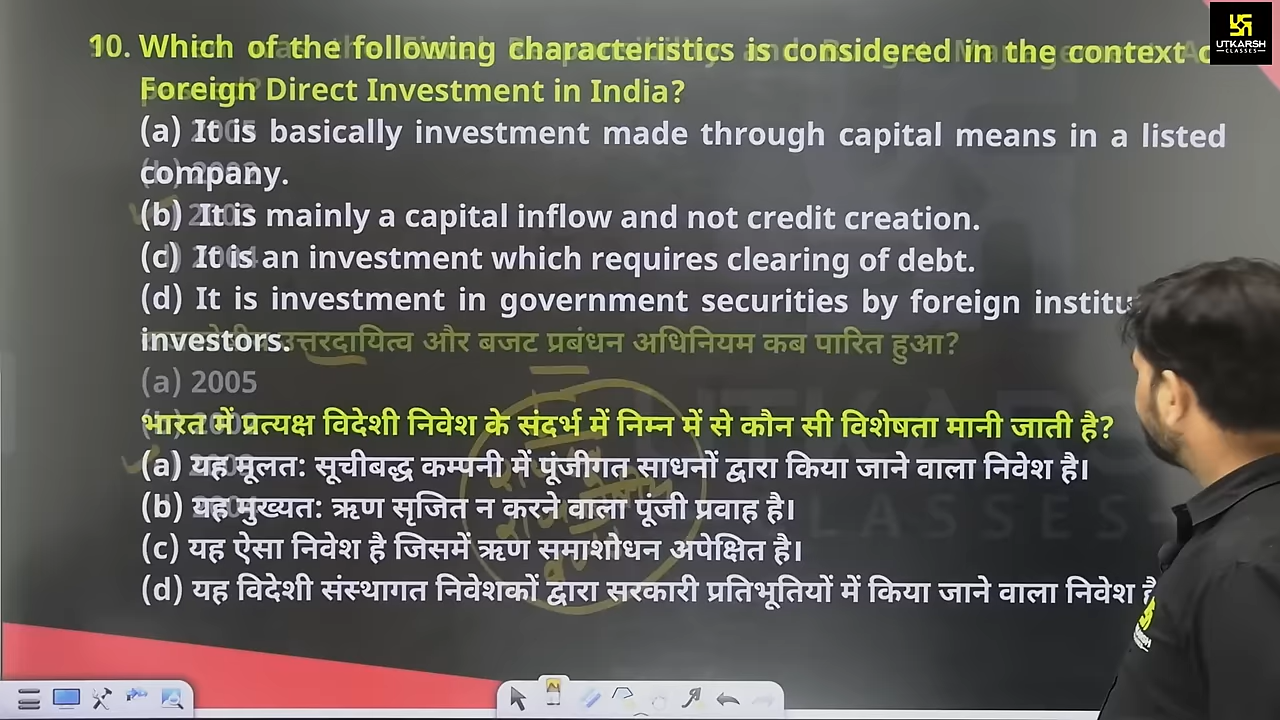 UTKARSH
CLASSES
10. Which of the following characteristics is considered in the context
Foreign Direct Investment in India?
(a) It is basically investment made through capital means in a listed
company.
(b) It is mainly a capital inflow and not credit creation.
(c) It is an investment which requires clearing of debt.
(d) It is investment in government securities by foreign
investors.
उत्तरदायित्व और बजट प्रबंधन अधिनियम कब पारित हुआ?
(a) 2005
भारत में प्रत्यक्ष विदेशी निवेश के संदर्भ में निम्न में से कौन सी विशेषता मानी जाती है?
(a) यह मूलत: सूचीबद्ध कम्पनी में पूंजीगत साधनों द्वारा किया जाने वाला निवेश है।
(b) यह मुख्यत: ऋण सृजित न करने वाला पूंजी प्रवाह है।
(c) यह ऐसा निवेश है जिसमें ऋण समाशोधन अपेक्षित है।
(d) यह विदेशी संस्थागत निवेशकों द्वारा सरकारी प्रतिभूतियों में किया जाने वाला निवेश